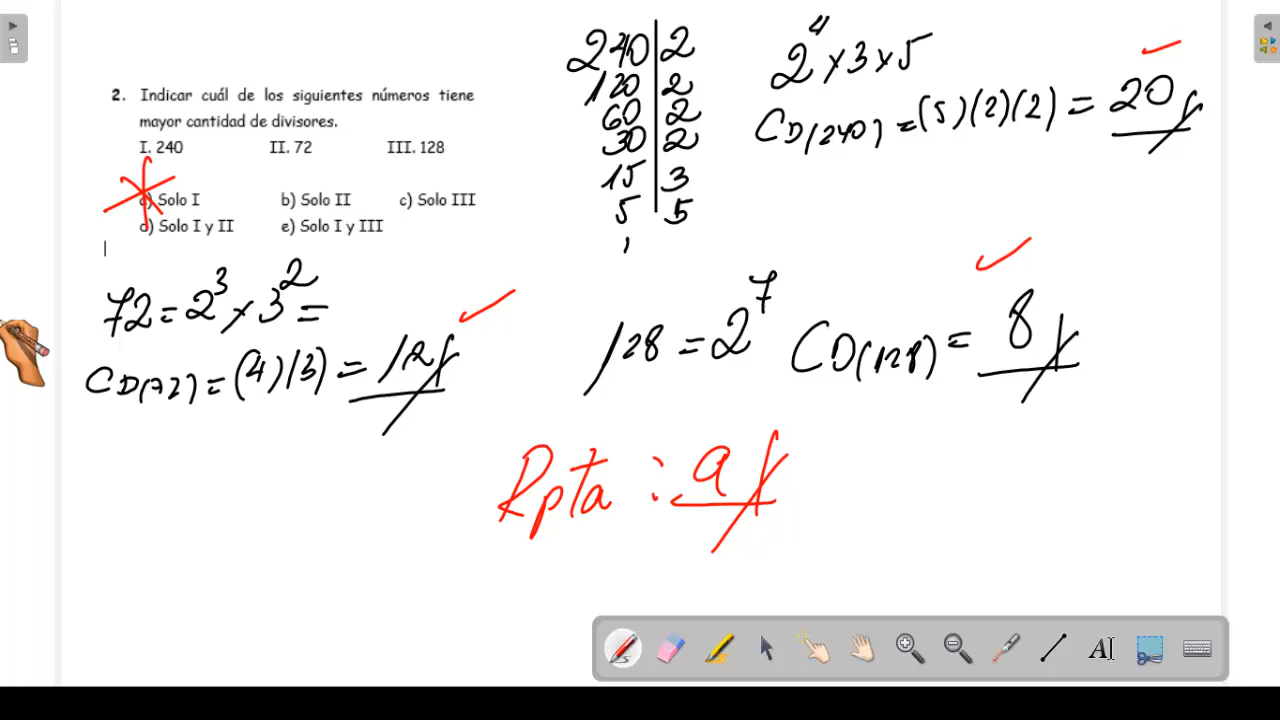 2. Indicar cuál de los siguientes números tiene
mayor cantidad de divisores.
I. 240 II. 72 III. 128
a) Solo I b) Solo II c) Solo III
d) Solo I y II e) Solo I y III
240 | 2
120 | 2
60 | 2
30 | 2
15 | 3
5 | 5
1
2⁴ × 3 × 5
CD(240) = (5)(2)(2) = 20
72 = 2³ × 3² =
CD(72) = (4)(3) = 12
128 = 2⁷ CD(128) = 8
Rpta : a
AI